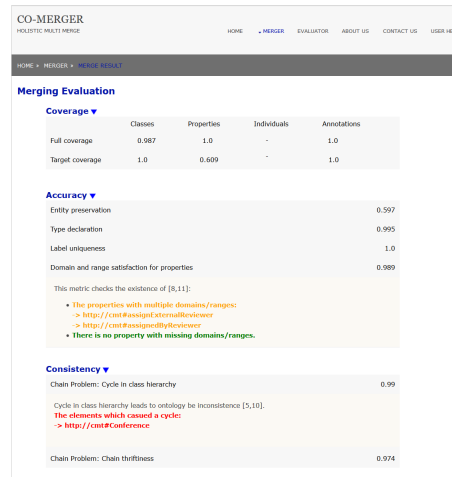 CO-MERGER
HOLISTIC MULTI MERGE
HOME MERGER EVALUATOR ABOUT US CONTACT US USER HE
HOME » MERGER » MERGE RESULT
Merging Evaluation
Coverage ▼
Classes Properties Individuals Annotations
Full coverage 0.987 1.0 - 1.0
Target coverage 1.0 0.609 - 1.0
Accuracy ▼
Entity preservation 0.597
Type declaration 0.995
Label uniqueness 1.0
Domain and range satisfaction for properties 0.989
This metric checks the existence of [8,11]:
• The properties with multiple domains/ranges:
-> http://cmt#assignExternalReviewer
-> http://cmt#assignedByReviewer
• There is no property with missing domains/ranges.
Consistency ▼
Chain Problem: Cycle in class hierarchy 0.99
Cycle in class hierarchy leads to ontology be inconsistence [5,10].
The elements which casued a cycle:
-> http://cmt#Conference
Chain Problem: Chain thriftiness 0.974